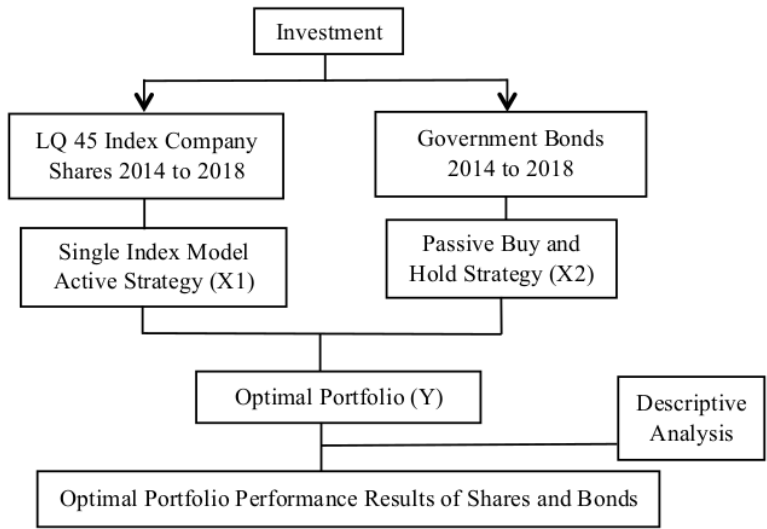 Investment
LQ 45 Index Company
Shares 2014 to 2018
Government Bonds
2014 to 2018
Single Index Model
Active Strategy (X1)
Passive Buy and
Hold Strategy (X2)
Optimal Portfolio (Y)
Descriptive
Analysis
Optimal Portfolio Performance Results of Shares and Bonds